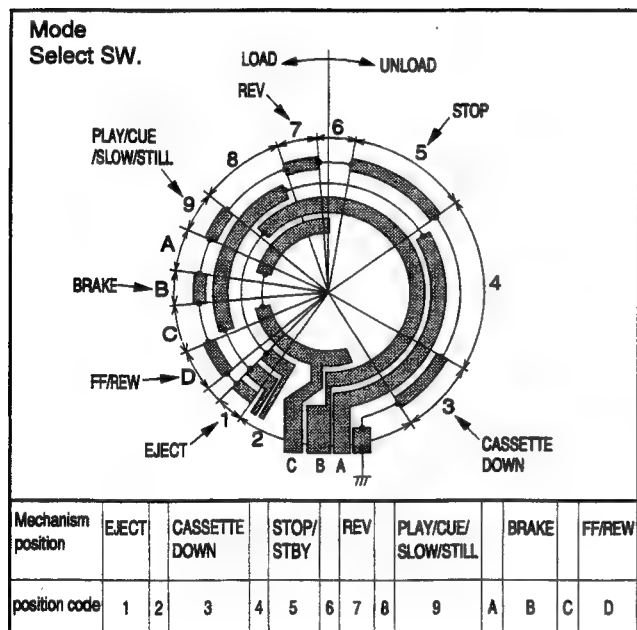 Mode
Select SW.
LOAD
UNLOAD
REV
STOP
7
6
5
PLAY/CUE
/SLOW/STILL
8
9
A
BRAKE
B
4
C
FF/REW
D
3
1
2
EJECT
CASSETTE
DOWN
C B A
Mechanism position EJECT CASSETTE DOWN STOP/STBY REV PLAY/CUE/SLOW/STILL BRAKE FF/REW
position code 1 2 3 4 5 6 7 8 9 A B C D